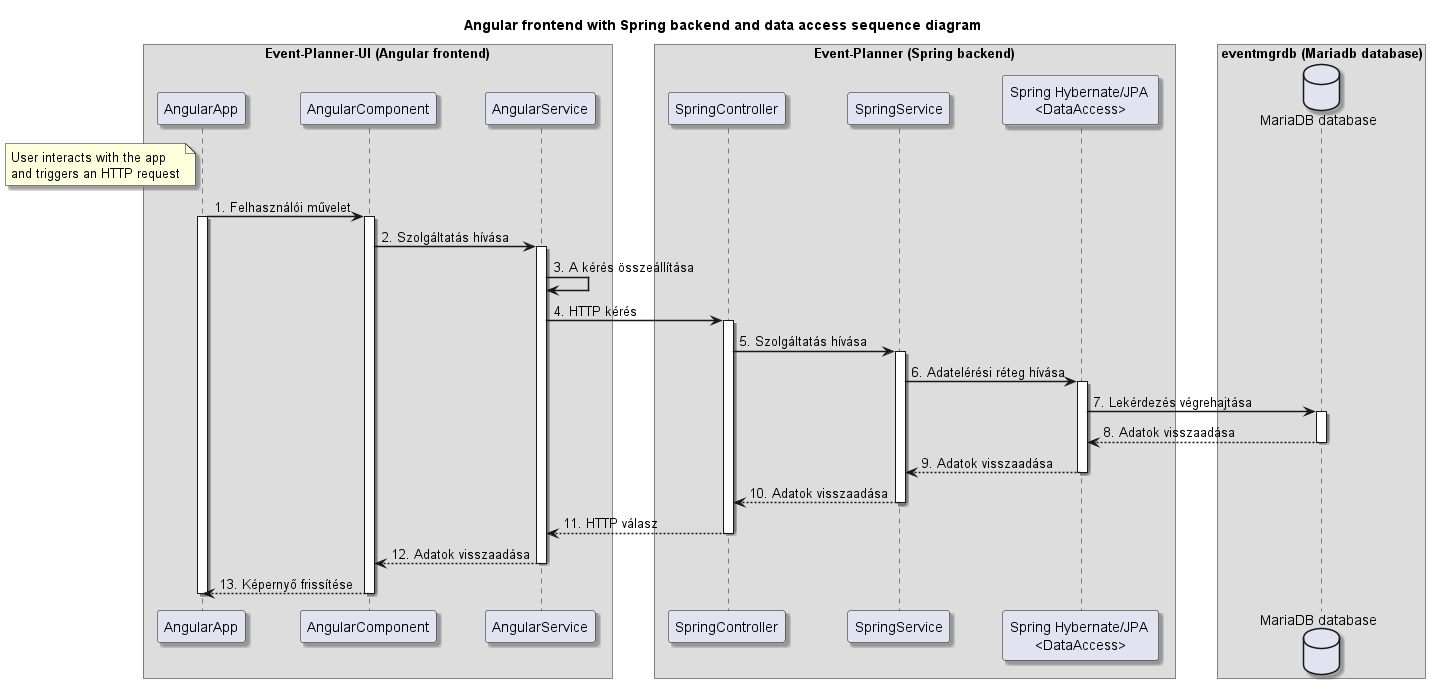 Angular frontend with Spring backend and data access sequence diagram
Event-Planner-UI (Angular frontend)
Event-Planner (Spring backend)
eventmgrdb (Mariadb database)
AngularApp
AngularComponent
AngularService
SpringController
SpringService
Spring Hybernate/JPA
<DataAccess>
MariaDB database
User interacts with the app
and triggers an HTTP request
1. Felhasználói művelet
2. Szolgáltatás hívása
3. A kérés összeállítása
4. HTTP kérés
5. Szolgáltatás hívása
6. Adatelérési réteg hívása
7. Lekérdezés végrehajtása
8. Adatok visszaadása
9. Adatok visszaadása
10. Adatok visszaadása
11. HTTP válasz
12. Adatok visszaadása
13. Képernyő frissítése
AngularApp
AngularComponent
AngularService
SpringController
SpringService
Spring Hybernate/JPA
<DataAccess>
MariaDB database